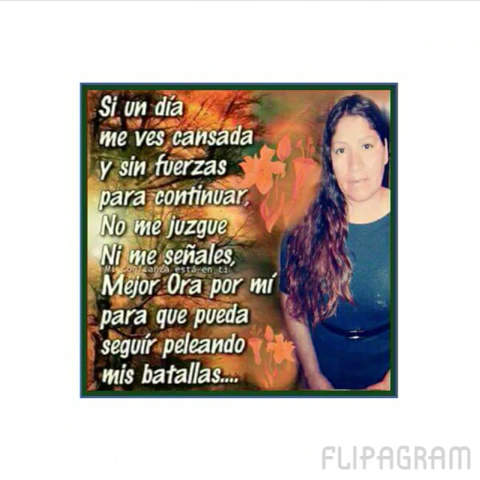 Si un día
me ves cansada
y sin fuerzas
para continuar,
No me juzgue
Ni me señales,
Mi confianza está en ti
Mejor Ora por mí
para que pueda
seguír peleando
mis batallas....
FLIPAGRAM